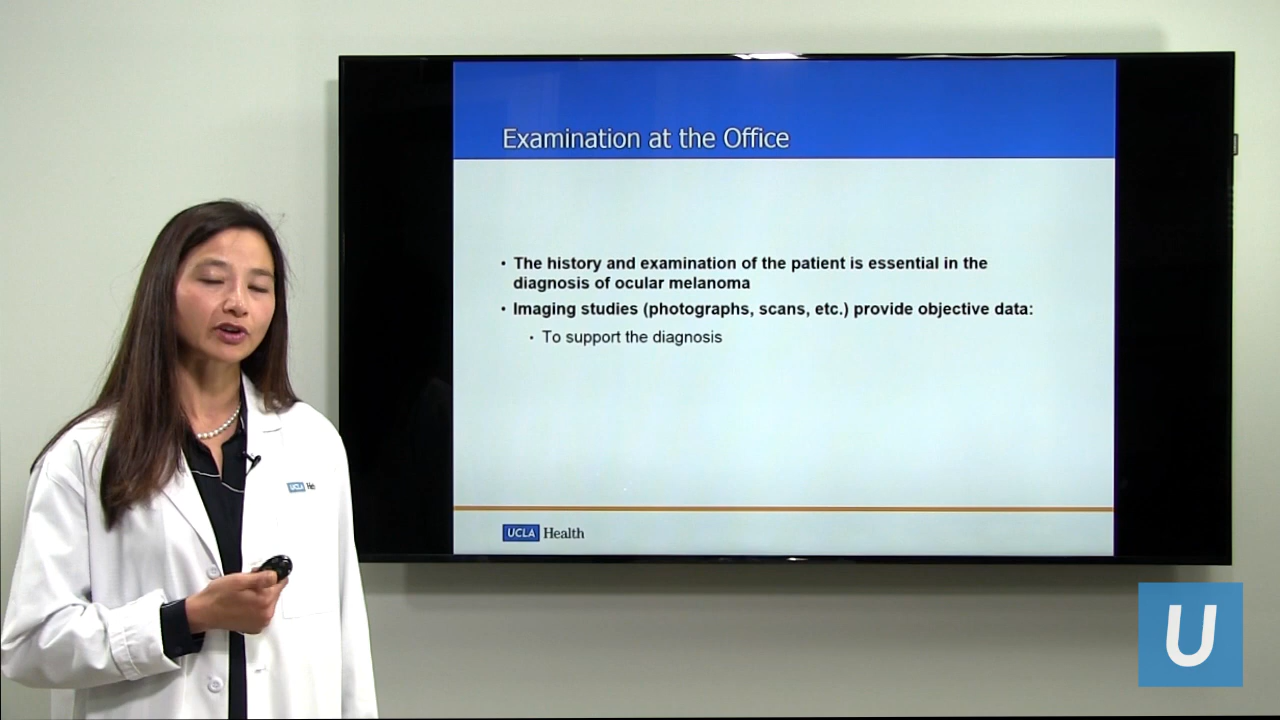 Examination at the Office
• The history and examination of the patient is essential in the
diagnosis of ocular melanoma
• Imaging studies (photographs, scans, etc.) provide objective data:
• To support the diagnosis
UCLA He
UCLA Health
U